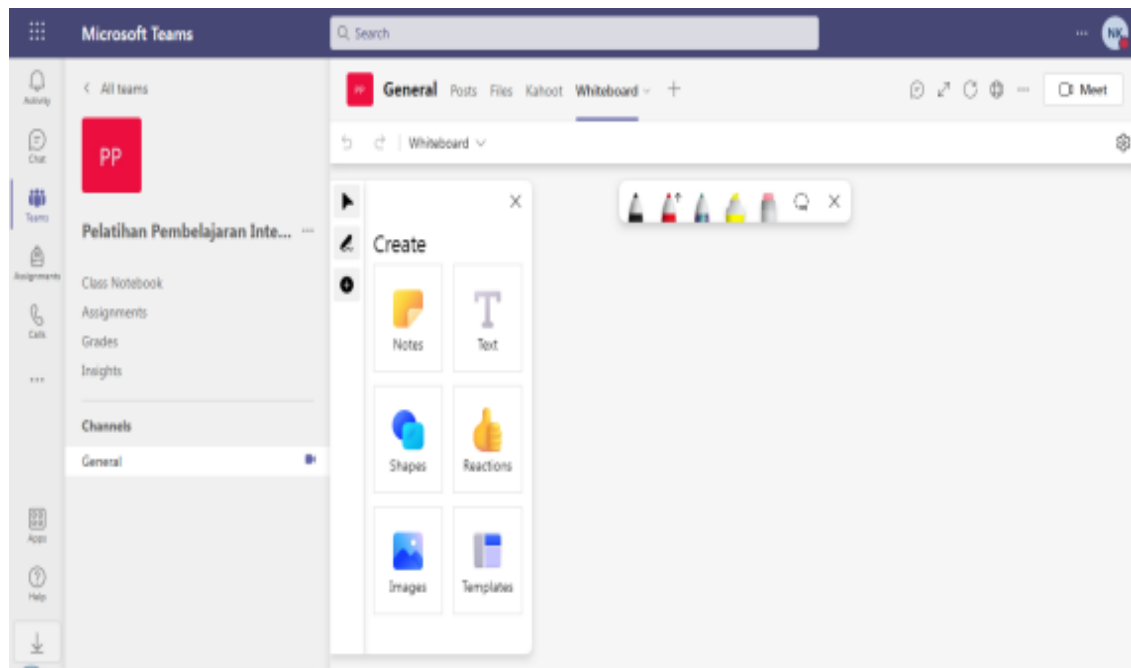 Microsoft Teams
Search
NK
Activity
Chat
Teams
Assignments
Calls
Apps
Help
All teams
PP
Pelatihan Pembelajaran Inte... ...
Class Notebook
Assignments
Grades
Insights
Channels
General
PP General Posts Files Kahoot Whiteboard
Meet
Whiteboard
Create
Notes Text
Shapes Reactions
Images Templates